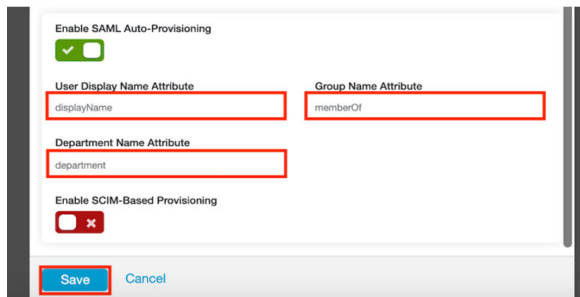 Enable SAML Auto-Provisioning
User Display Name Attribute
Group Name Attribute
displayName
memberOf
Department Name Attribute
department
Enable SCIM-Based Provisioning
Save
Cancel